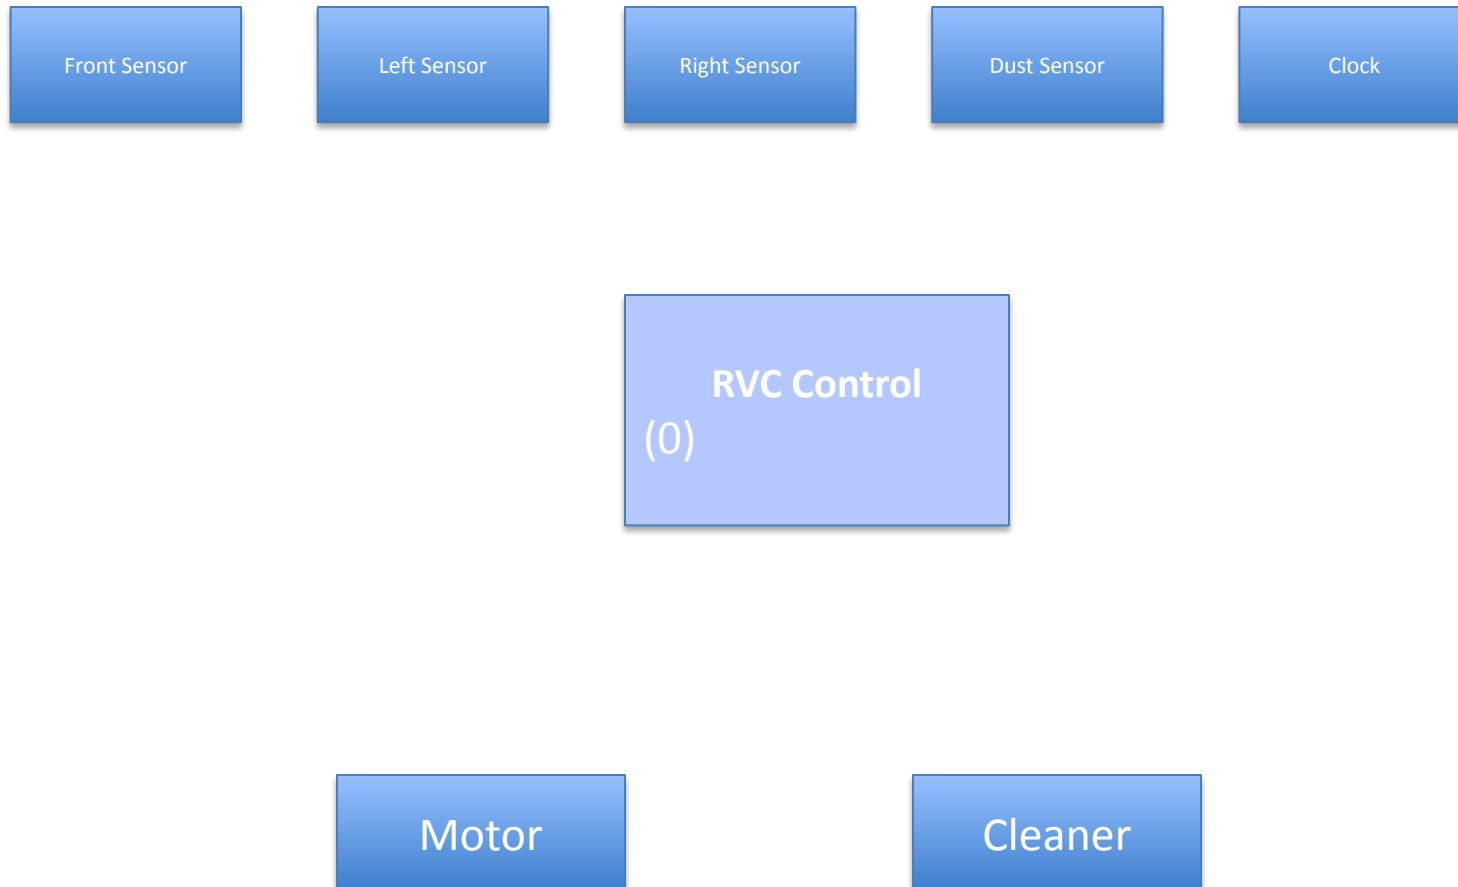 Front Sensor
Left Sensor
Right Sensor
Dust Sensor
Clock
RVC Control
(0)
Motor
Cleaner